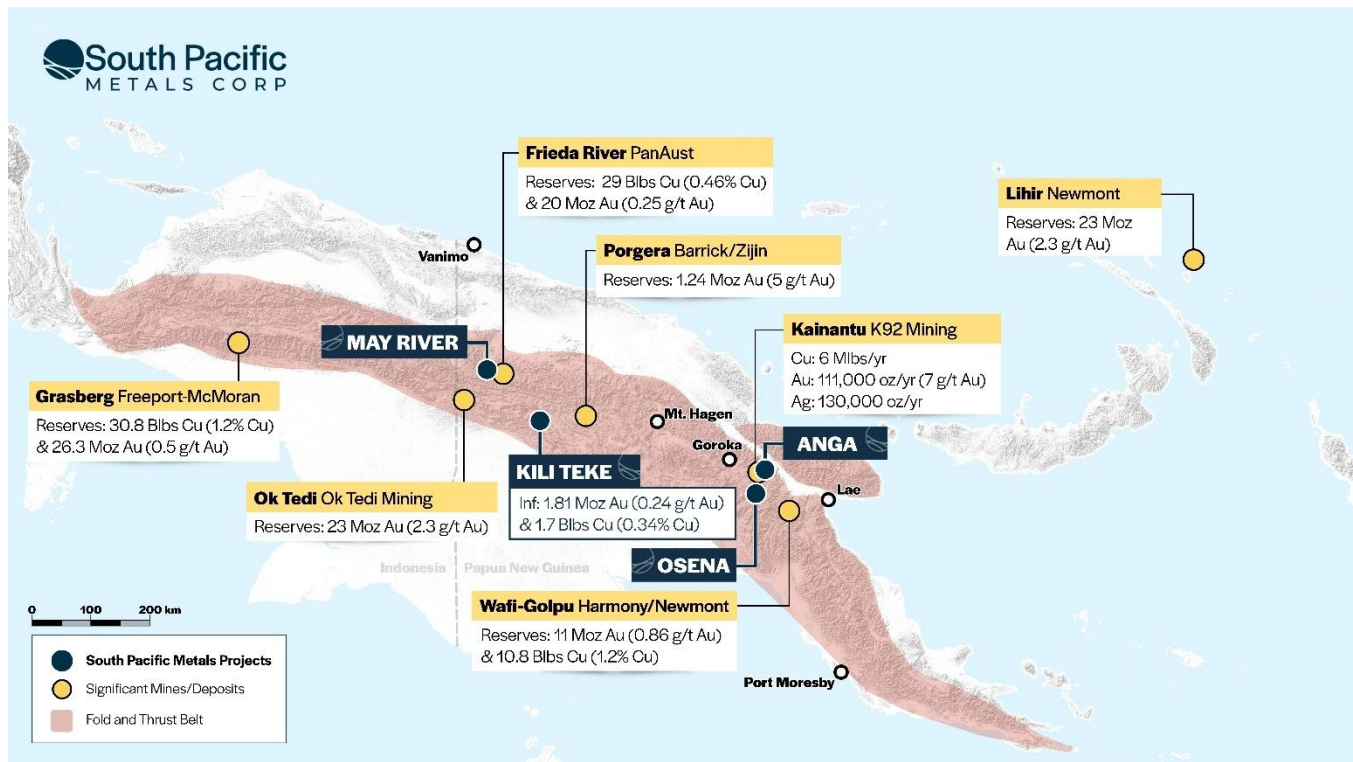 South Pacific
METALS CORP
Frieda River PanAust
Reserves: 29 Blbs Cu (0.46% Cu)
& 20 Moz Au (0.25 g/t Au)
Lihir Newmont
Reserves: 23 Moz
Au (2.3 g/t Au)
Vanimo
Porgera Barrick/Zijin
Reserves: 1.24 Moz Au (5 g/t Au)
MAY RIVER
Kainantu K92 Mining
Cu: 6 Mlbs/yr
Au: 111,000 oz/yr (7 g/t Au)
Ag: 130,000 oz/yr
Grasberg Freeport-McMoran
Reserves: 30.8 Blbs Cu (1.2% Cu)
& 26.3 Moz Au (0.5 g/t Au)
Mt. Hagen
Goroka
ANGA
KILI TEKE
Inf: 1.81 Moz Au (0.24 g/t Au)
& 1.7 Blbs Cu (0.34% Cu)
Ok Tedi Ok Tedi Mining
Reserves: 23 Moz Au (2.3 g/t Au)
Lae
OSENA
Indonesia
Papua New Guinea
Wafi-Golpu Harmony/Newmont
Reserves: 11 Moz Au (0.86 g/t Au)
& 10.8 Blbs Cu (1.2% Cu)
Port Moresby
0 100 200 km
South Pacific Metals Projects
Significant Mines/Deposits
Fold and Thrust Belt